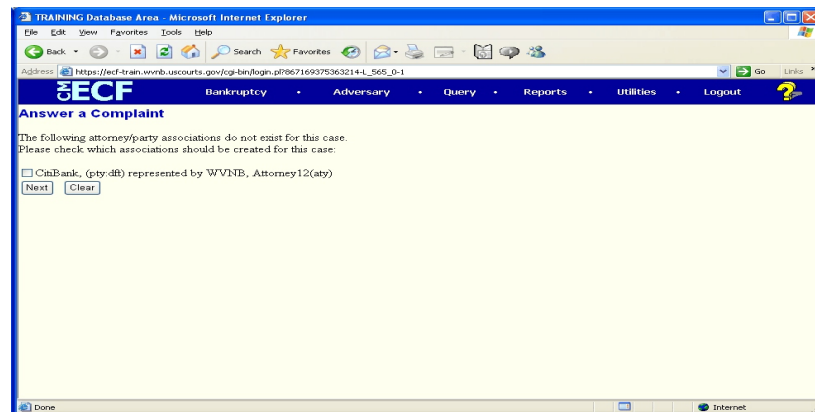 TRAINING Database Area - Microsoft Internet Explorer
File Edit View Favorites Tools Help
Back Search Favorites
Address https://ecf-train.wvnb.uscourts.gov/cgi-bin/login.pl?867169375363214-L_565_0-1 Go Links »
CM ECF Bankruptcy • Adversary • Query • Reports • Utilities • Logout ?
Answer a Complaint
The following attorney/party associations do not exist for this case.
Please check which associations should be created for this case:
CitiBank, (pty:dft) represented by WVNB, Attorney12(aty)
Next Clear
Done Internet